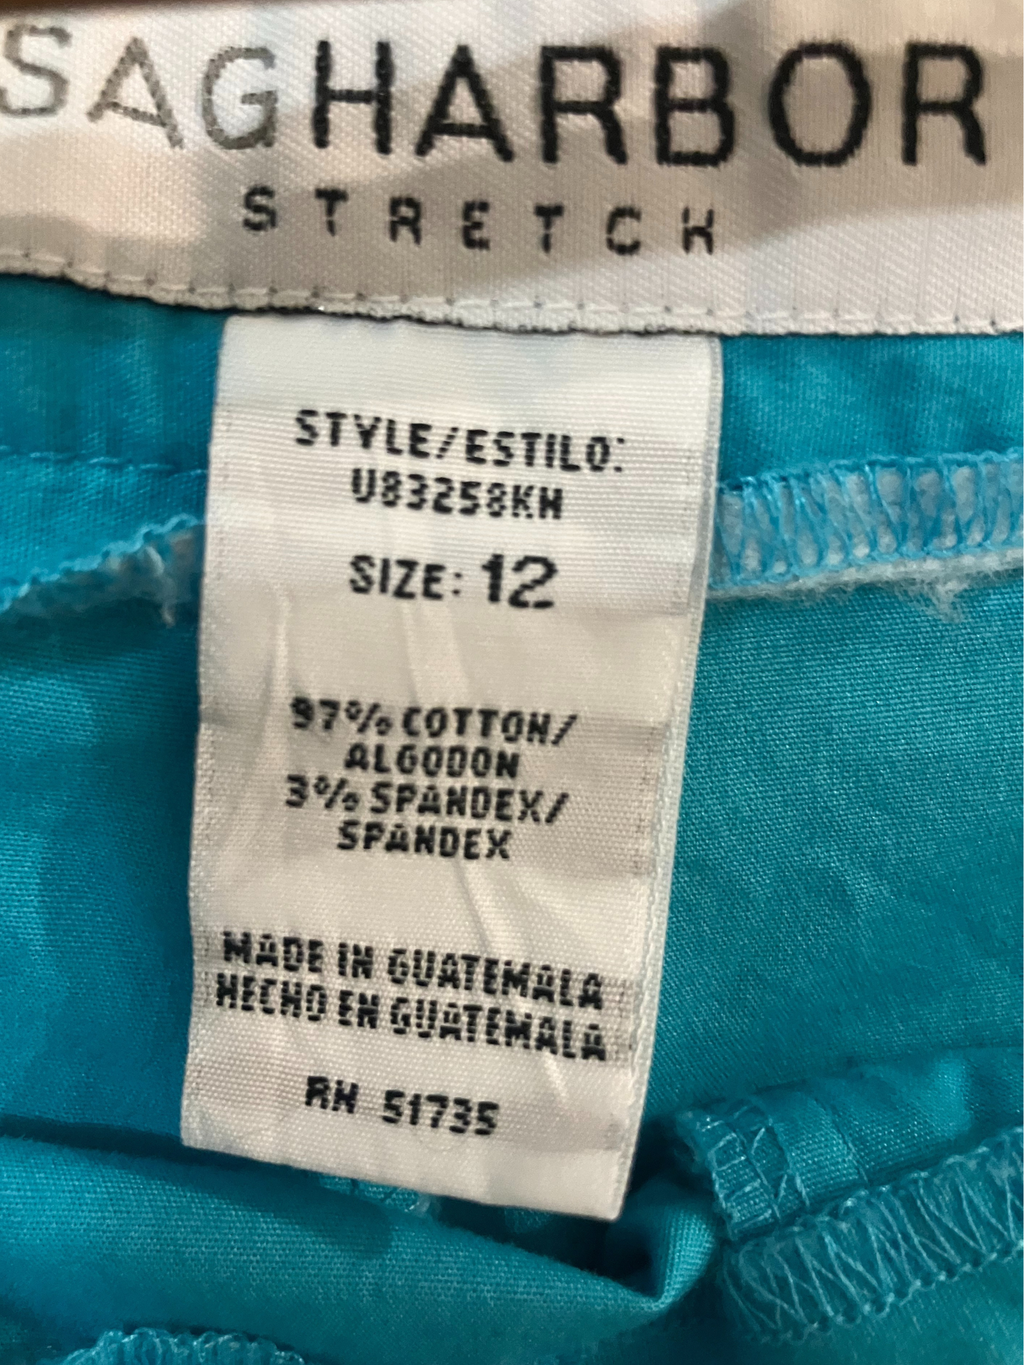 SAGHARBOR
STRETCH
STYLE/ESTILO:
U83258KH
SIZE: 12
97% COTTON/
ALGODON
3% SPANDEX/
SPANDEX
MADE IN GUATEMALA
HECHO EN GUATEMALA
RN 51735